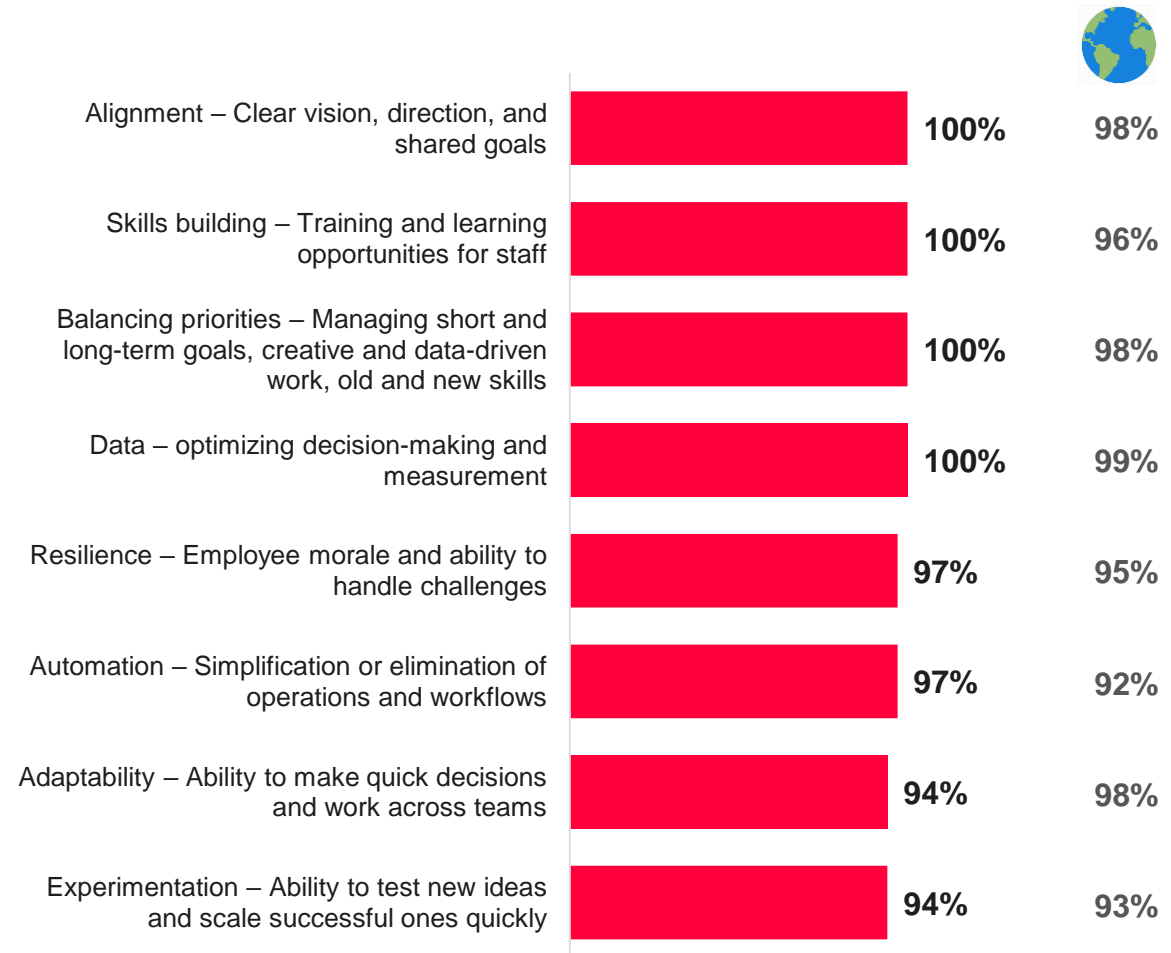 Alignment – Clear vision, direction, and
shared goals
100%
98%
Skills building – Training and learning
opportunities for staff
100%
96%
Balancing priorities – Managing short and
long-term goals, creative and data-driven
work, old and new skills
100%
98%
Data – optimizing decision-making and
measurement
100%
99%
Resilience – Employee morale and ability to
handle challenges
97%
95%
Automation – Simplification or elimination of
operations and workflows
97%
92%
Adaptability – Ability to make quick decisions
and work across teams
94%
98%
Experimentation – Ability to test new ideas
and scale successful ones quickly
94%
93%